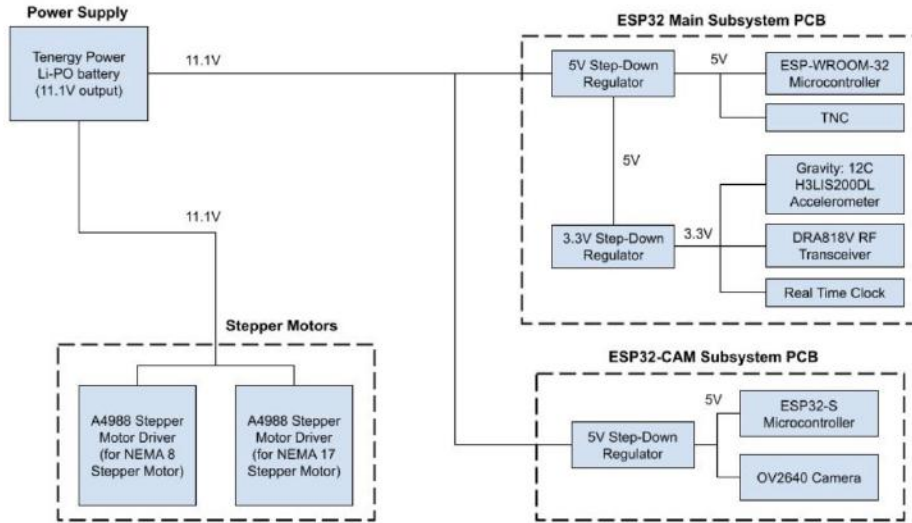 Power Supply
Tenergy Power
Li-PO battery
(11.1V output)
11.1V
11.1V
ESP32 Main Subsystem PCB
5V Step-Down
Regulator
5V
ESP-WROOM-32
Microcontroller
TNC
5V
3.3V Step-Down
Regulator
3.3V
Gravity: 12C
H3LIS200DL
Accelerometer
DRA818V RF
Transceiver
Real Time Clock
Stepper Motors
A4988 Stepper
Motor Driver
(for NEMA 8
Stepper Motor)
A4988 Stepper
Motor Driver
(for NEMA 17
Stepper Motor)
ESP32-CAM Subsystem PCB
5V Step-Down
Regulator
5V
ESP32-S
Microcontroller
OV2640 Camera